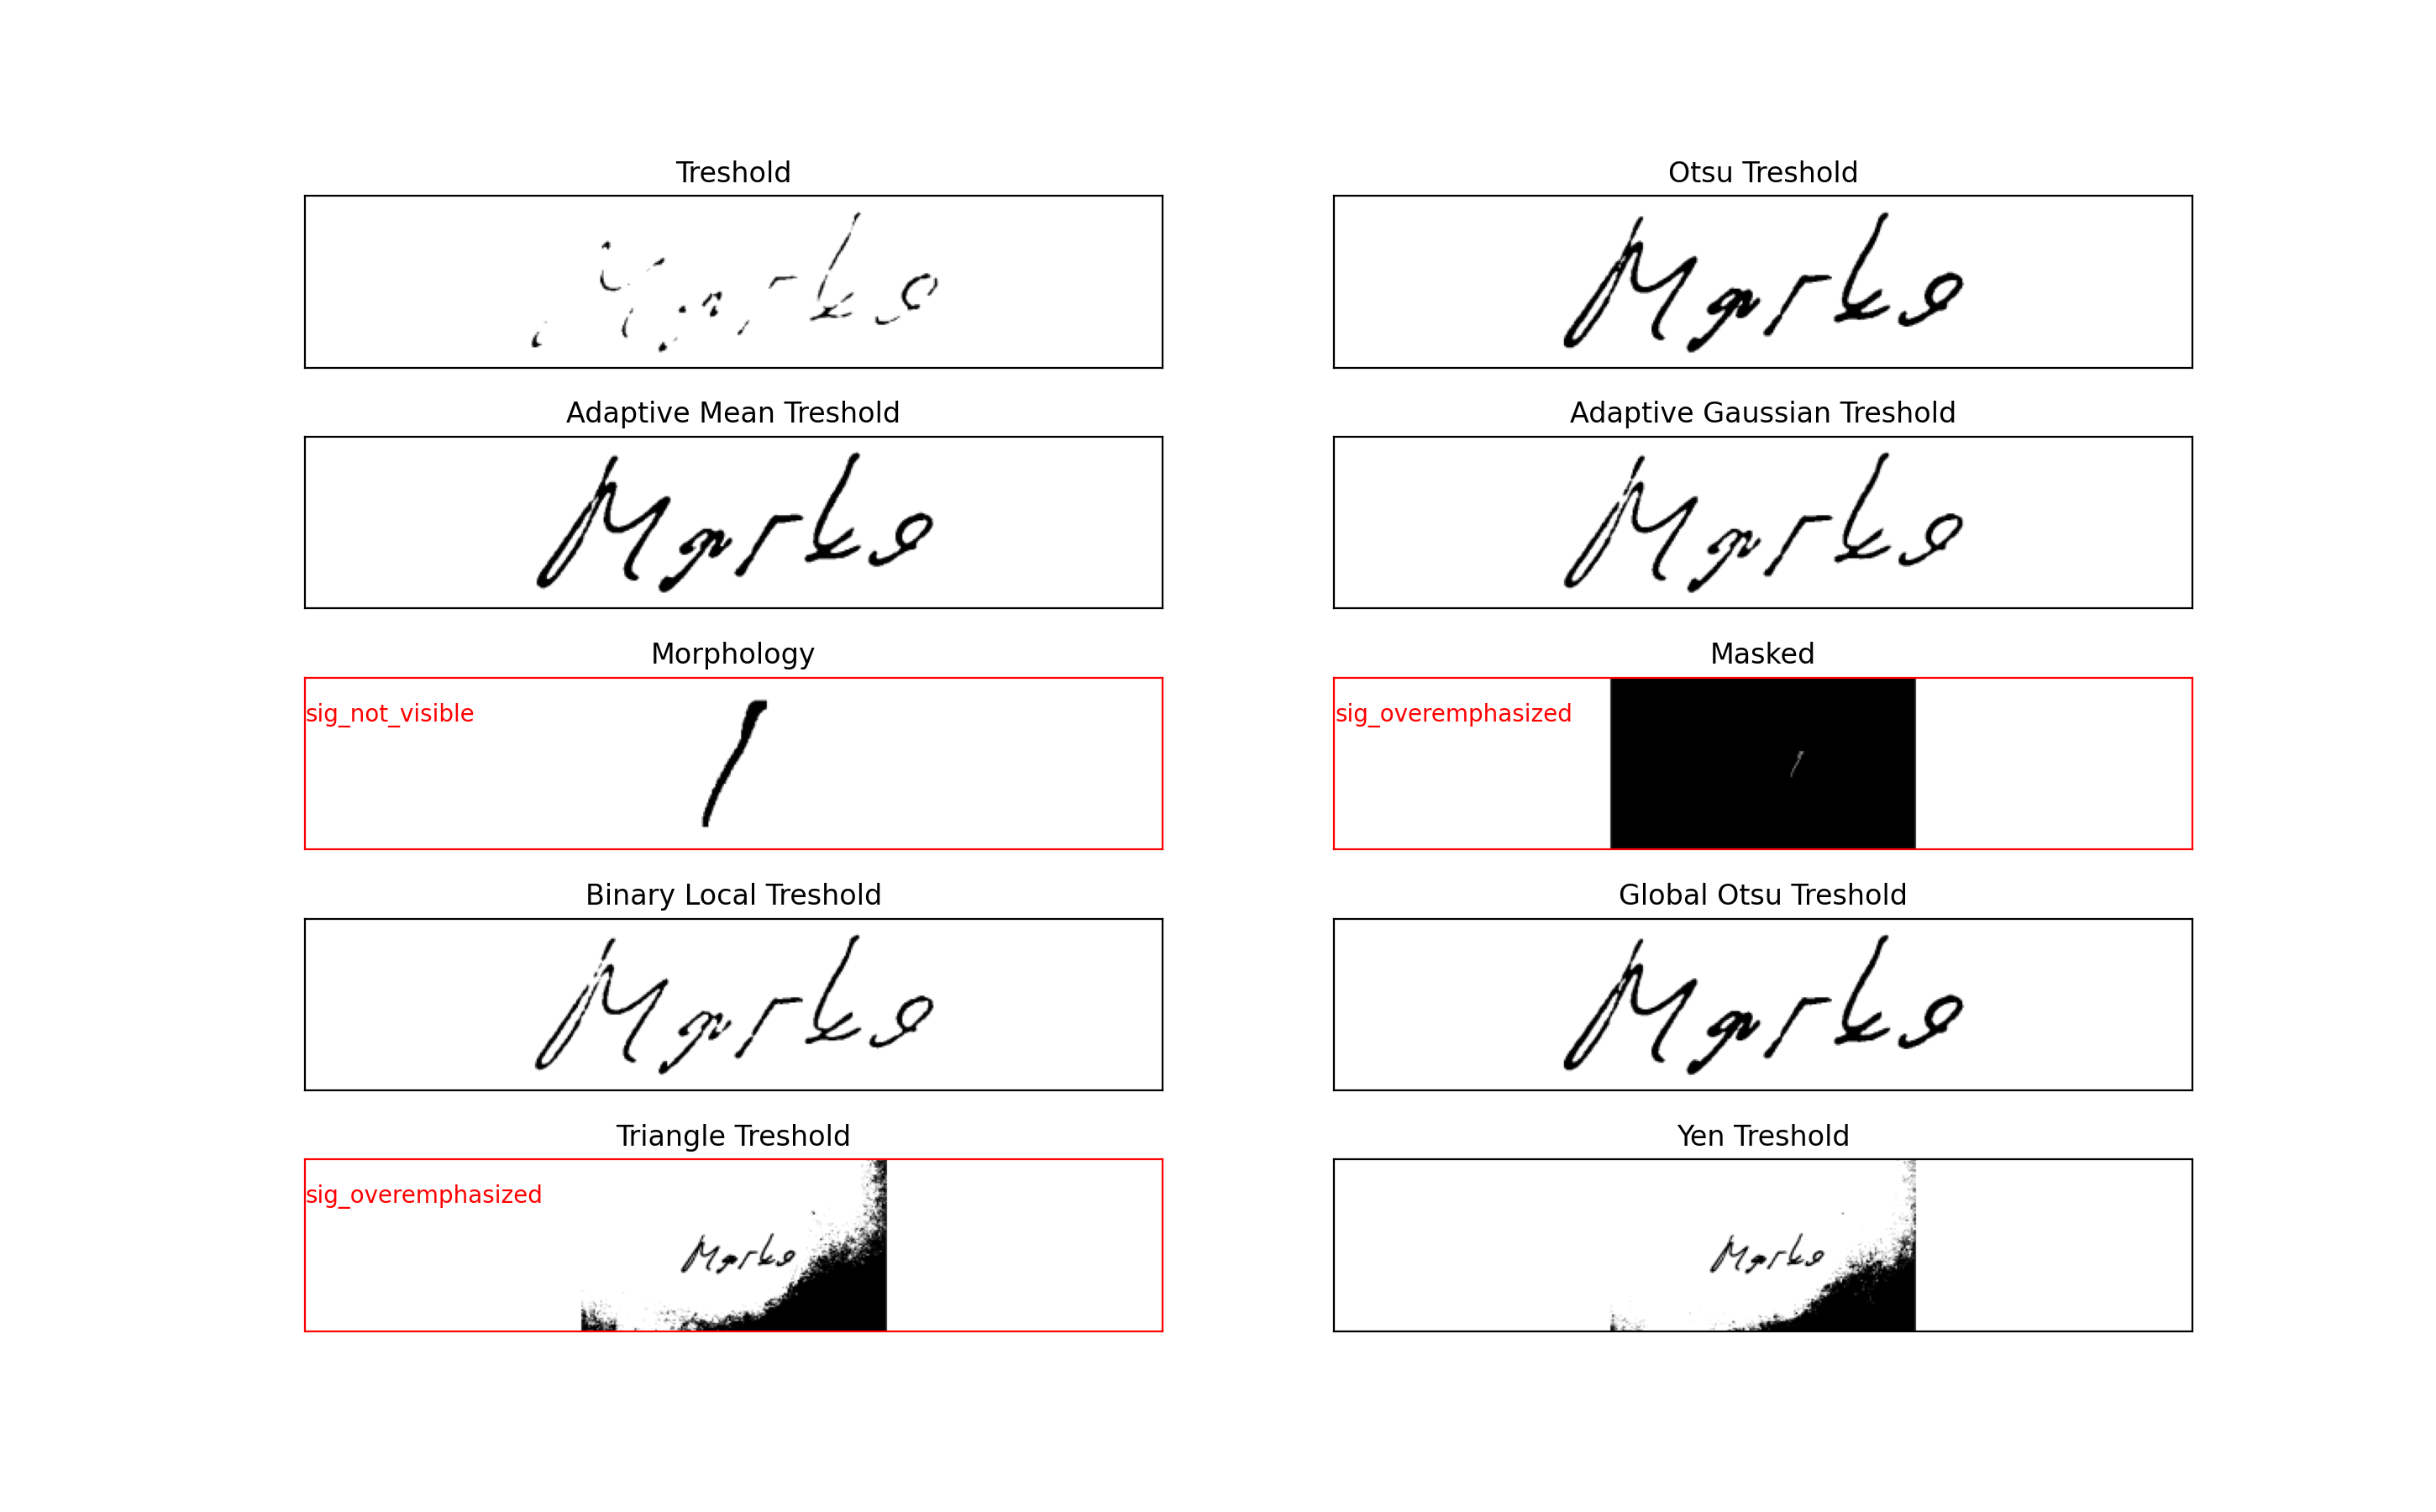 Treshold
Marko
Otsu Treshold
Marko
Adaptive Mean Treshold
Marko
Adaptive Gaussian Treshold
Marko
Morphology
sig_not_visible
Masked
sig_overemphasized
Binary Local Treshold
Marko
Global Otsu Treshold
Marko
Triangle Treshold
sig_overemphasized
Marko
Yen Treshold
Marko